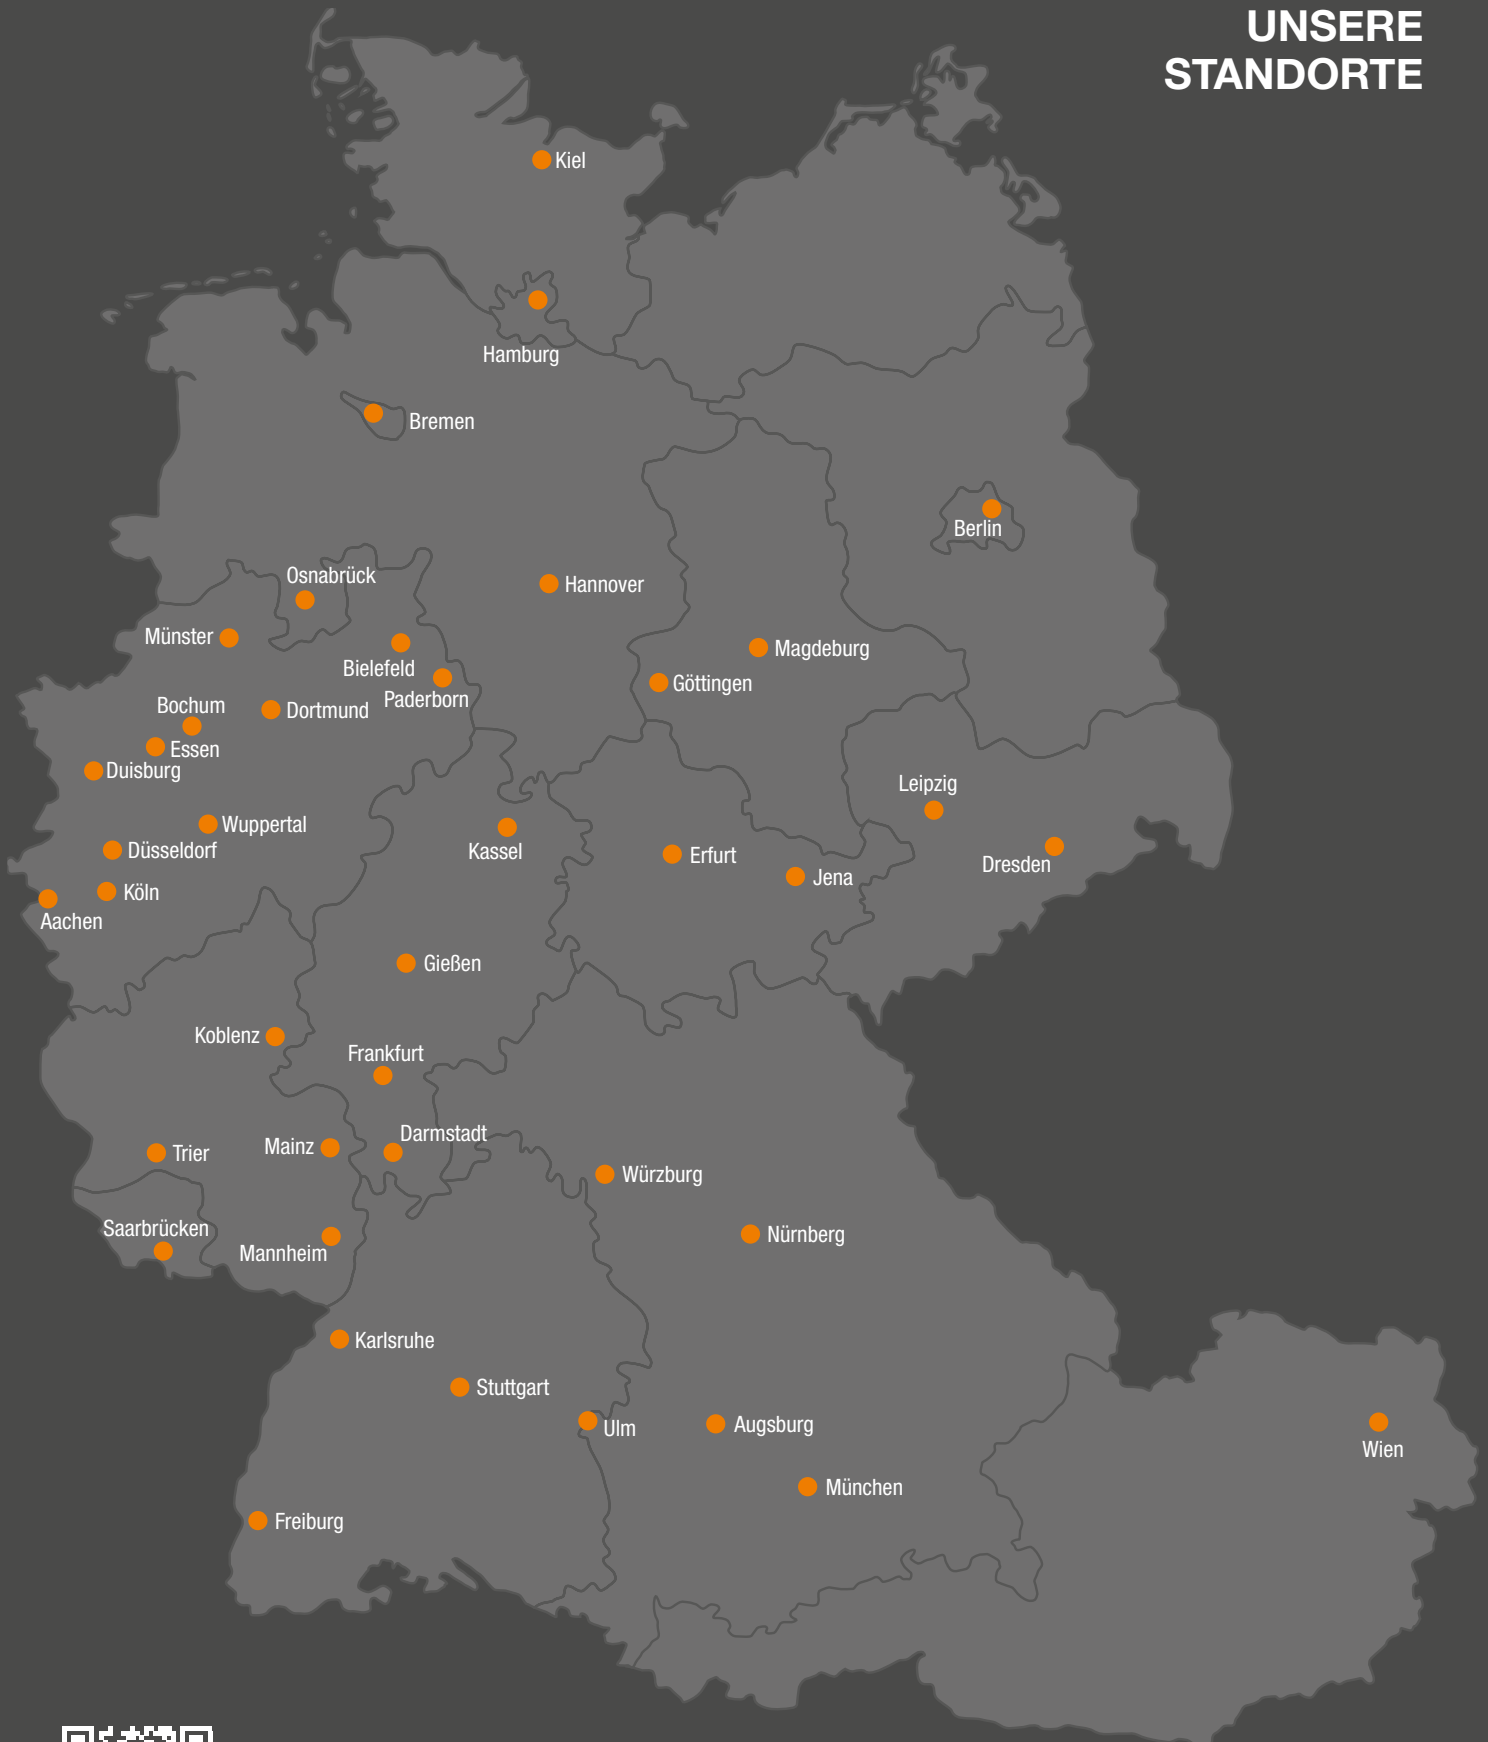 UNSERE
STANDORTE
Kiel
Hamburg
Bremen
Berlin
Osnabrück
Hannover
Münster
Magdeburg
Bielefeld
Göttingen
Paderborn
Bochum
Dortmund
Essen
Duisburg
Leipzig
Wuppertal
Düsseldorf
Kassel
Erfurt
Dresden
Jena
Köln
Aachen
Gießen
Koblenz
Frankfurt
Darmstadt
Mainz
Trier
Würzburg
Saarbrücken
Nürnberg
Mannheim
Karlsruhe
Stuttgart
Augsburg
Ulm
Wien
München
Freiburg